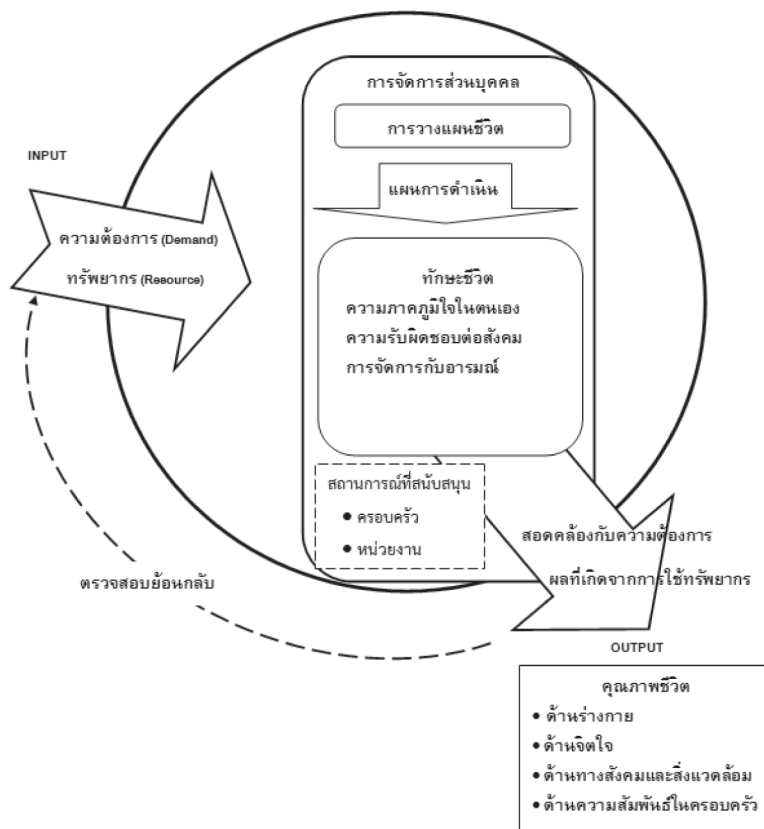 การจัดการส่วนบุคคล
การวางแผนชีวิต
INPUT
แผนการดำเนิน
ความต้องการ (Demand)
ทรัพยากร (Resource)
ทักษะชีวิต
ความภาคภูมิใจในตนเอง
ความรับผิดชอบต่อสังคม
การจัดการกับอารมณ์
สถานการณ์ที่สนับสนุน
● ครอบครัว
● หน่วยงาน
สอดคล้องกับความต้องการ
ผลที่เกิดจากการใช้ทรัพยากร
ตรวจสอบย้อนกลับ
OUTPUT
คุณภาพชีวิต
● ด้านร่างกาย
● ด้านจิตใจ
● ด้านทางสังคมและสิ่งแวดล้อม
● ด้านความสัมพันธ์ในครอบครัว